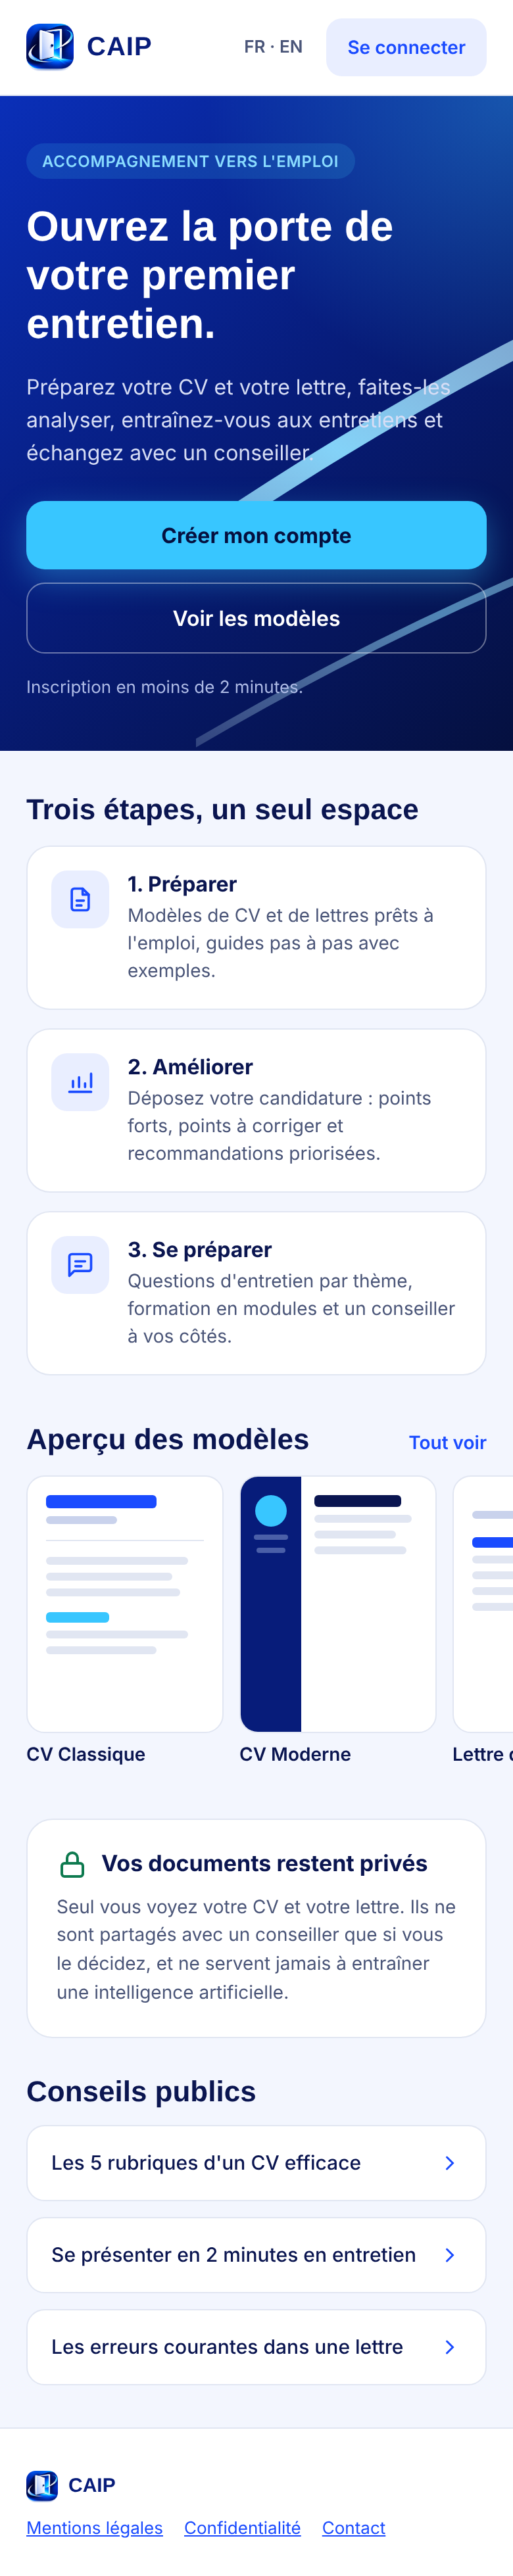 CAIP
FR · EN
Se connecter
ACCOMPAGNEMENT VERS L'EMPLOI
Ouvrez la porte de
votre premier
entretien.
Préparez votre CV et votre lettre, faites-les
analyser, entraînez-vous aux entretiens et
échangez avec un conseiller.
Créer mon compte
Voir les modèles
Inscription en moins de 2 minutes.
Trois étapes, un seul espace
1. Préparer
Modèles de CV et de lettres prêts à
l'emploi, guides pas à pas avec
exemples.
2. Améliorer
Déposez votre candidature : points
forts, points à corriger et
recommandations priorisées.
3. Se préparer
Questions d'entretien par thème,
formation en modules et un conseiller
à vos côtés.
Aperçu des modèles
Tout voir
CV Classique
CV Moderne
Lettre
Vos documents restent privés
Seul vous voyez votre CV et votre lettre. Ils ne
sont partagés avec un conseiller que si vous
le décidez, et ne servent jamais à entraîner
une intelligence artificielle.
Conseils publics
Les 5 rubriques d'un CV efficace
Se présenter en 2 minutes en entretien
Les erreurs courantes dans une lettre
CAIP
Mentions légales
Confidentialité
Contact